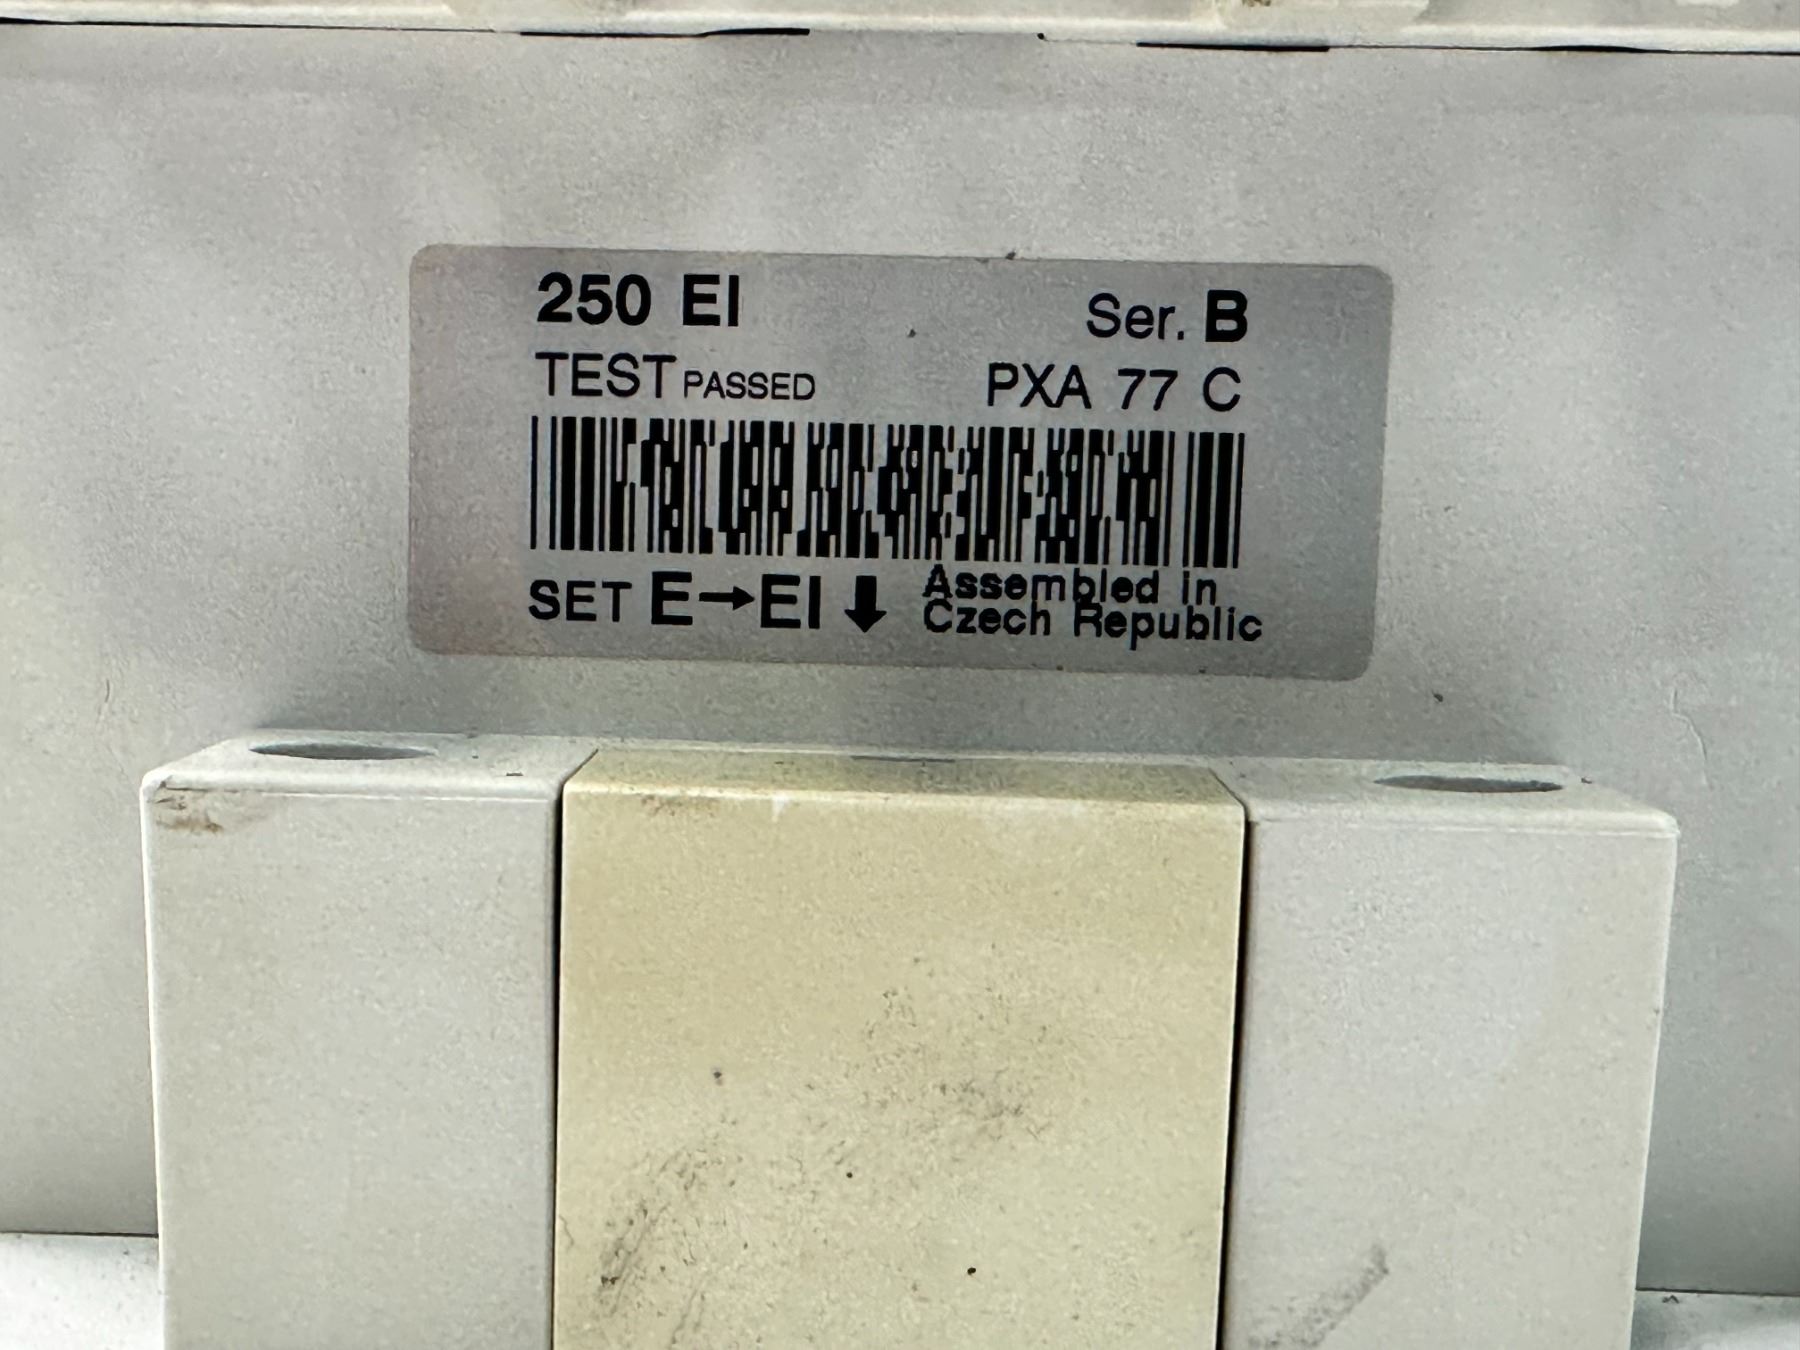 250 EI Ser. B
TEST PASSED PXA 77 C
SET E→EI ⬇ Assembled in
Czech Republic